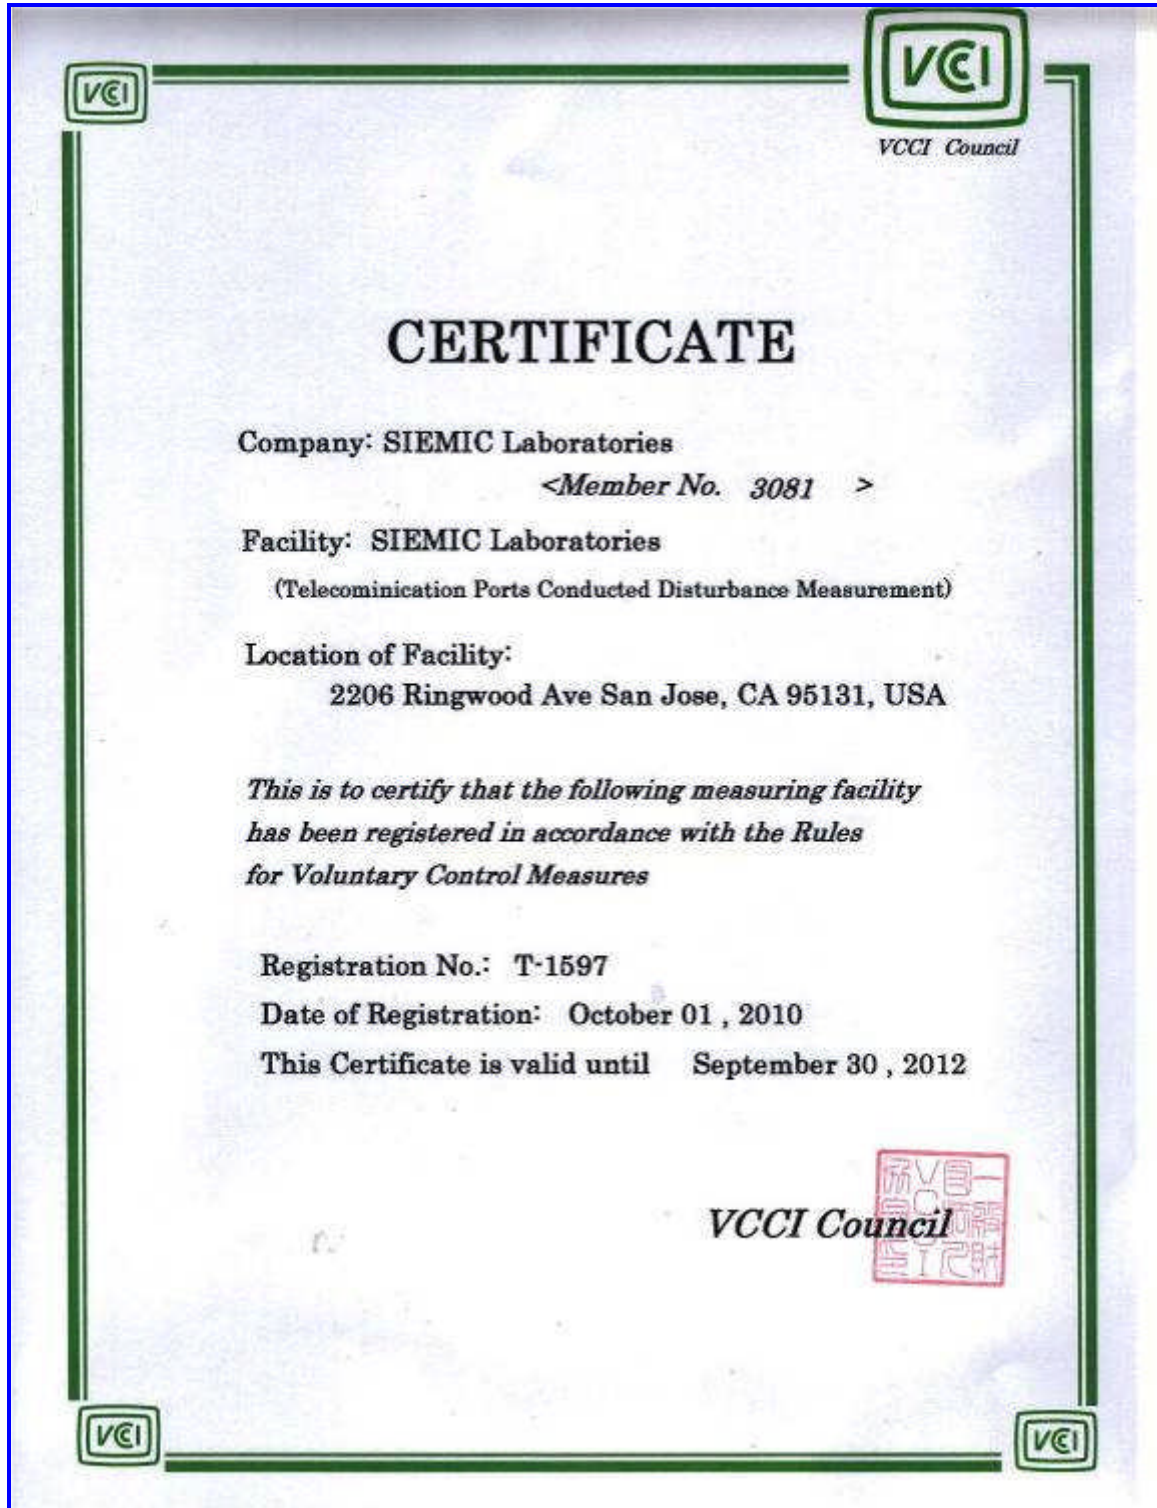 VCCI
VCCI
VCCI Council
CERTIFICATE
Company: SIEMIC Laboratories
<Member No. 3081 >
Facility: SIEMIC Laboratories
(Telecominication Ports Conducted Disturbance Measurement)
Location of Facility:
2206 Ringwood Ave San Jose, CA 95131, USA
This is to certify that the following measuring facility
has been registered in accordance with the Rules
for Voluntary Control Measures
Registration No.: T-1597
Date of Registration: October 01 , 2010
This Certificate is valid until September 30 , 2012
VCCI Council
VCCI
VCCI